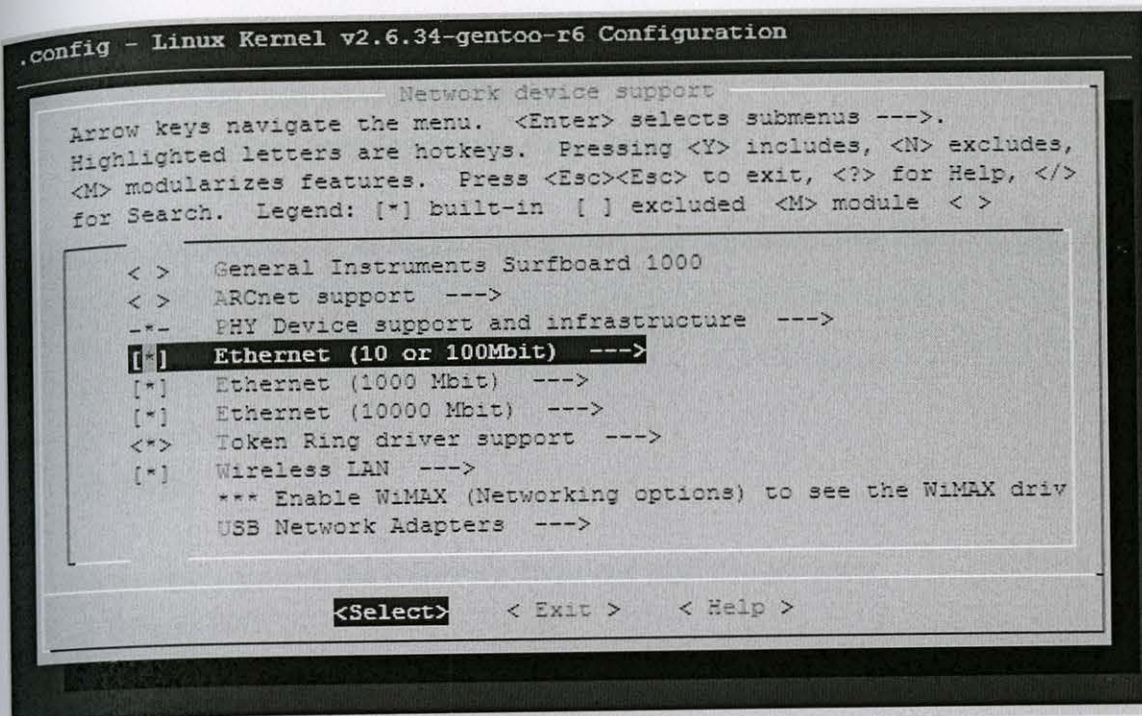 .config - Linux Kernel v2.6.34-gentoo-r6 Configuration
Network device support
Arrow keys navigate the menu.  <Enter> selects submenus --->.
Highlighted letters are hotkeys.  Pressing <Y> includes, <N> excludes,
<M> modularizes features.  Press <Esc><Esc> to exit, <?> for Help, </>
for Search.  Legend: [*] built-in  [ ] excluded  <M> module  < >
< >   General Instruments Surfboard 1000
< >   ARCnet support  --->
-*-   PHY Device support and infrastructure  --->
[*]   Ethernet (10 or 100Mbit)  --->
[*]   Ethernet (1000 Mbit)  --->
[*]   Ethernet (10000 Mbit)  --->
<*>   Token Ring driver support  --->
[*]   Wireless LAN  --->
*** Enable WiMAX (Networking options) to see the WiMAX driv
USB Network Adapters  --->
<Select>    < Exit >    < Help >